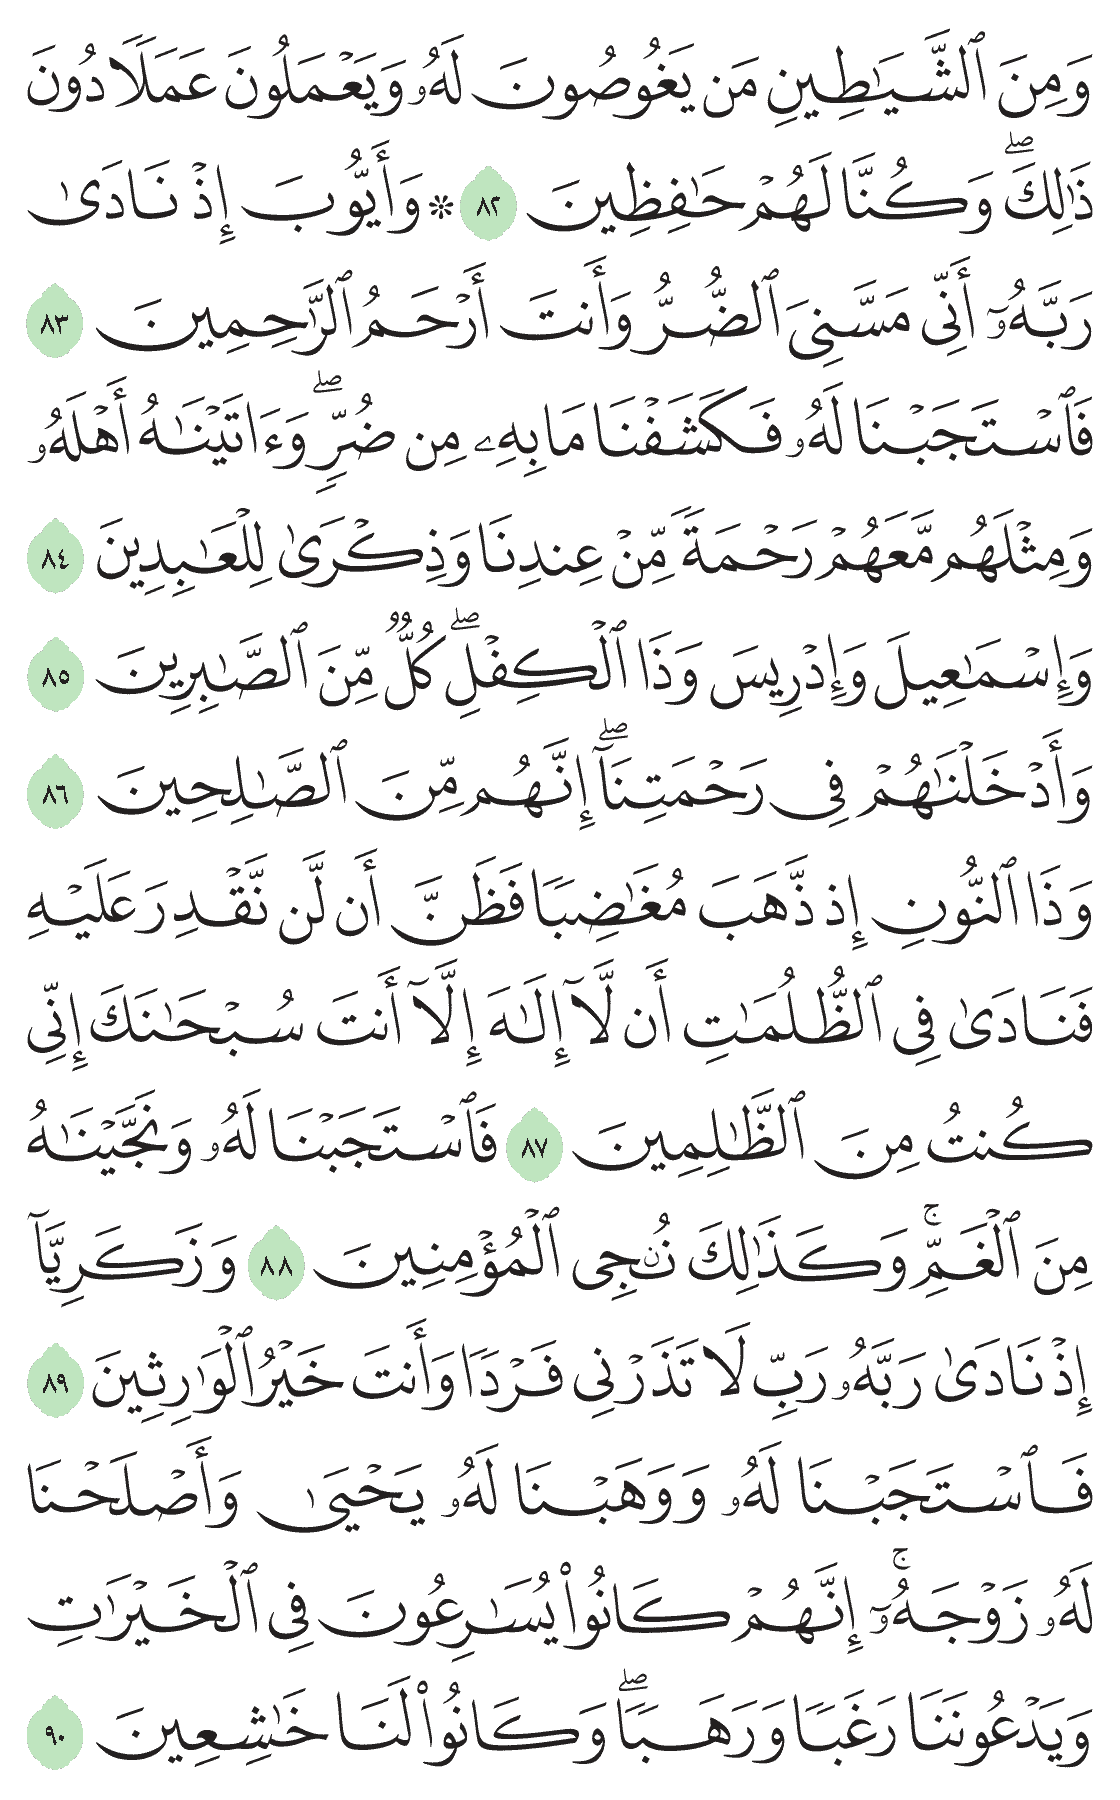 وَمِنَ ٱلشَّيَـٰطِينِ مَن يَغُوصُونَ لَهُۥ وَيَعْمَلُونَ عَمَلًا دُونَ
ذَٰلِكَ ۖ وَكُنَّا لَهُمْ حَـٰفِظِينَ ٨٢ ۞ وَأَيُّوبَ إِذْ نَادَىٰ
رَبَّهُۥٓ أَنِّى مَسَّنِىَ ٱلضُّرُّ وَأَنتَ أَرْحَمُ ٱلرَّٰحِمِينَ ٨٣
فَٱسْتَجَبْنَا لَهُۥ فَكَشَفْنَا مَا بِهِۦ مِن ضُرٍّ ۖ وَءَاتَيْنَـٰهُ أَهْلَهُۥ
وَمِثْلَهُم مَّعَهُمْ رَحْمَةً مِّنْ عِندِنَا وَذِكْرَىٰ لِلْعَـٰبِدِينَ ٨٤
وَإِسْمَـٰعِيلَ وَإِدْرِيسَ وَذَا ٱلْكِفْلِ ۖ كُلٌّ مِّنَ ٱلصَّـٰبِرِينَ ٨٥
وَأَدْخَلْنَـٰهُمْ فِى رَحْمَتِنَآ ۖ إِنَّهُم مِّنَ ٱلصَّـٰلِحِينَ ٨٦
وَذَا ٱلنُّونِ إِذ ذَّهَبَ مُغَـٰضِبًا فَظَنَّ أَن لَّن نَّقْدِرَ عَلَيْهِ
فَنَادَىٰ فِى ٱلظُّلُمَـٰتِ أَن لَّآ إِلَـٰهَ إِلَّآ أَنتَ سُبْحَـٰنَكَ إِنِّى
كُنتُ مِنَ ٱلظَّـٰلِمِينَ ٨٧ فَٱسْتَجَبْنَا لَهُۥ وَنَجَّيْنَـٰهُ
مِنَ ٱلْغَمِّ ۚ وَكَذَٰلِكَ نُـۨجِى ٱلْمُؤْمِنِينَ ٨٨ وَزَكَرِيَّآ
إِذْ نَادَىٰ رَبَّهُۥ رَبِّ لَا تَذَرْنِى فَرْدًا وَأَنتَ خَيْرُ ٱلْوَٰرِثِينَ ٨٩
فَٱسْتَجَبْنَا لَهُۥ وَوَهَبْنَا لَهُۥ يَحْيَىٰ وَأَصْلَحْنَا
لَهُۥ زَوْجَهُۥٓ ۚ إِنَّهُمْ كَانُوا۟ يُسَـٰرِعُونَ فِى ٱلْخَيْرَٰتِ
وَيَدْعُونَنَا رَغَبًا وَرَهَبًا ۖ وَكَانُوا۟ لَنَا خَـٰشِعِينَ ٩٠